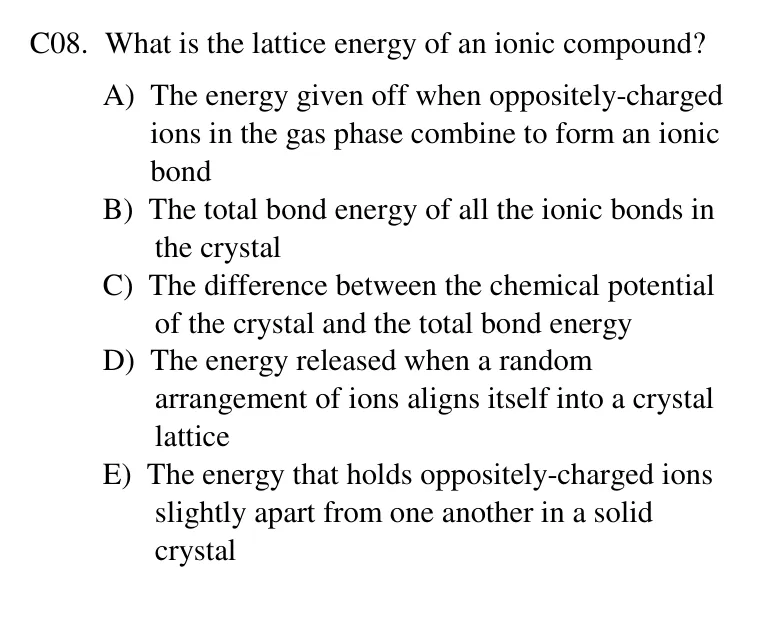 C08. What is the lattice energy of an ionic compound?
A) The energy given off when oppositely-charged
ions in the gas phase combine to form an ionic
bond
B) The total bond energy of all the ionic bonds in
the crystal
C) The difference between the chemical potential
of the crystal and the total bond energy
D) The energy released when a random
arrangement of ions aligns itself into a crystal
lattice
E) The energy that holds oppositely-charged ions
slightly apart from one another in a solid
crystal